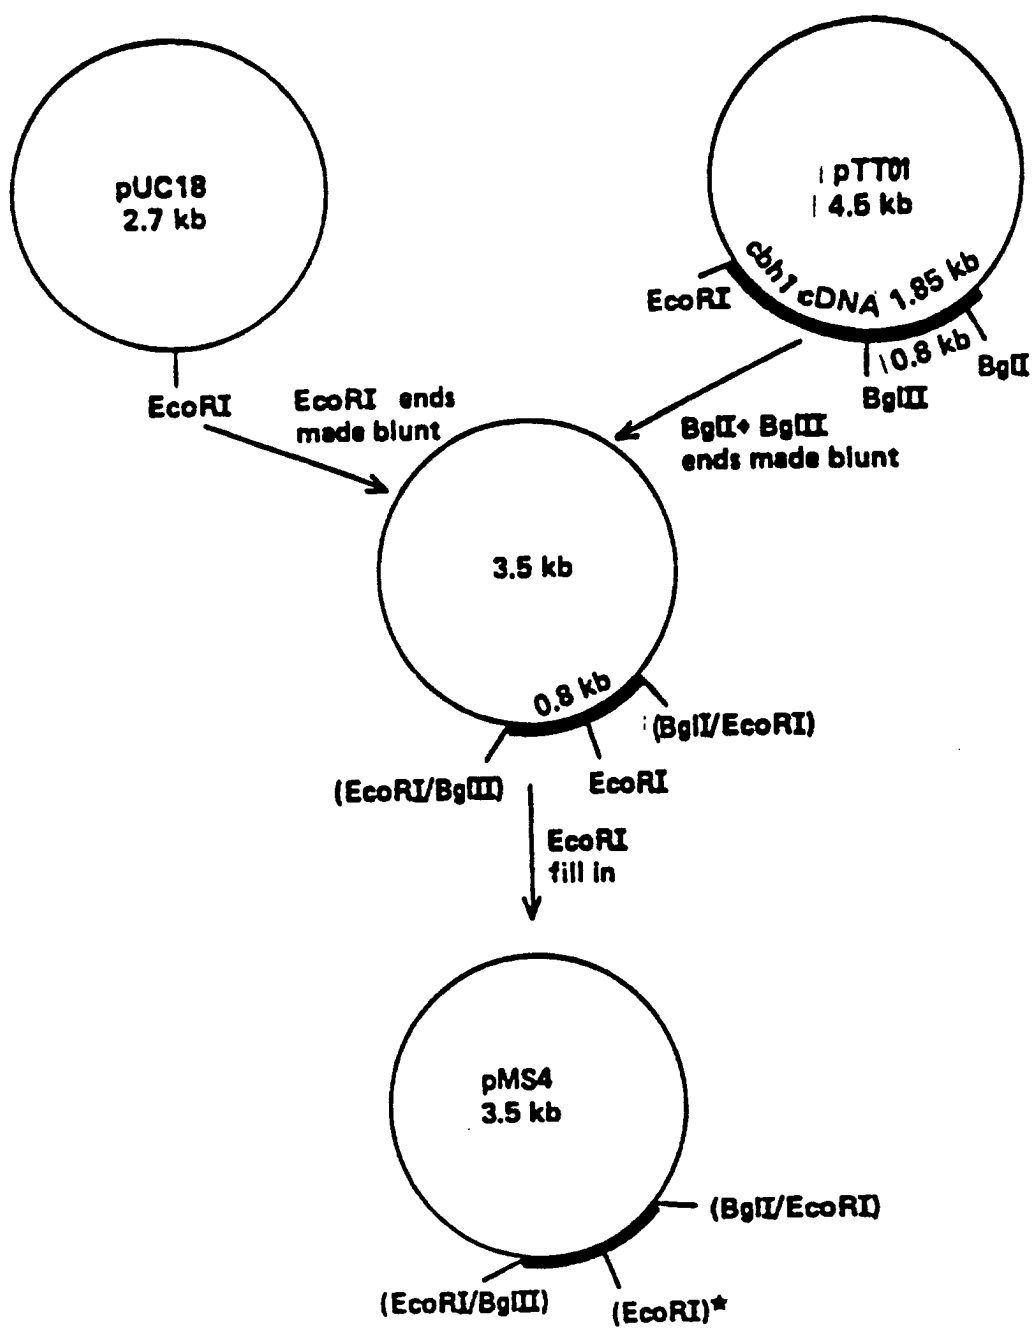 pUC18
2.7 kb
pTT01
4.5 kb
cbh1 cDNA 1.85 kb
EcoRI
0.8 kb
BglI
BglII
EcoRI
EcoRI ends
made blunt
BglI+ BglII
ends made blunt
3.5 kb
0.8 kb
(BglI/EcoRI)
EcoRI
(EcoRI/BglII)
EcoRI
fill in
pMS4
3.5 kb
(BglI/EcoRI)
(EcoRI/BglII)
(EcoRI)*